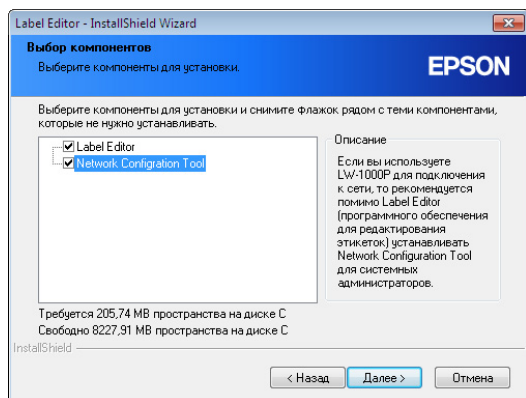 Label Editor - InstallShield Wizard
Выбор компонентов
Выберите компоненты для установки.
EPSON
Выберите компоненты для установки и снимите флажок рядом с теми компонентами,
которые не нужно устанавливать.
Label Editor
Network Configration Tool
Описание
Если вы используете
LW-1000P для подключения
к сети, то рекомендуется
помимо Label Editor
(программного обеспечения
для редактирования
этикеток) устанавливать
Network Configuration Tool
для системных
администраторов.
Требуется 205,74 MB пространства на диске C
Свободно 8227,91 MB пространства на диске C
InstallShield
< Назад
Далее >
Отмена